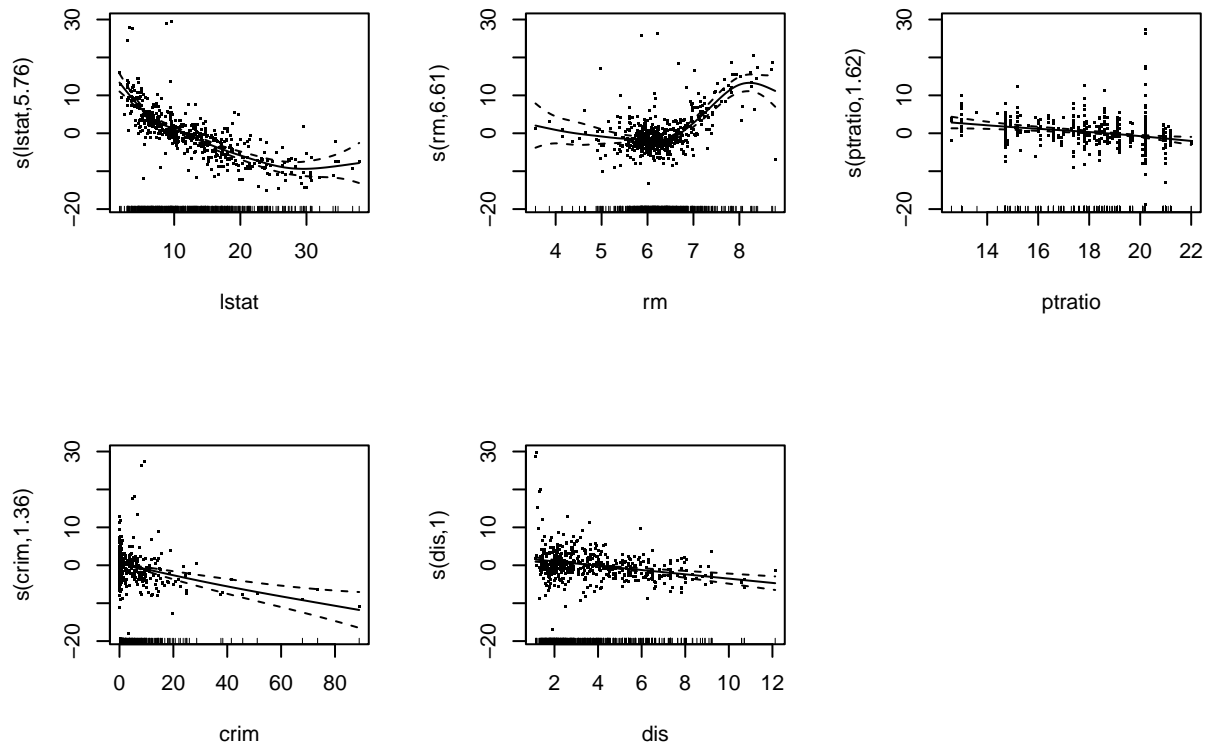 s(lstat,5.76)
30
10
0
−20
10 20 30
lstat
s(rm,6.61)
30
10
0
−20
4 5 6 7 8
rm
s(ptratio,1.62)
30
10
0
−20
14 16 18 20 22
ptratio
s(crim,1.36)
30
10
0
−20
0 20 40 60 80
crim
s(dis,1)
30
10
0
−20
2 4 6 8 10 12
dis